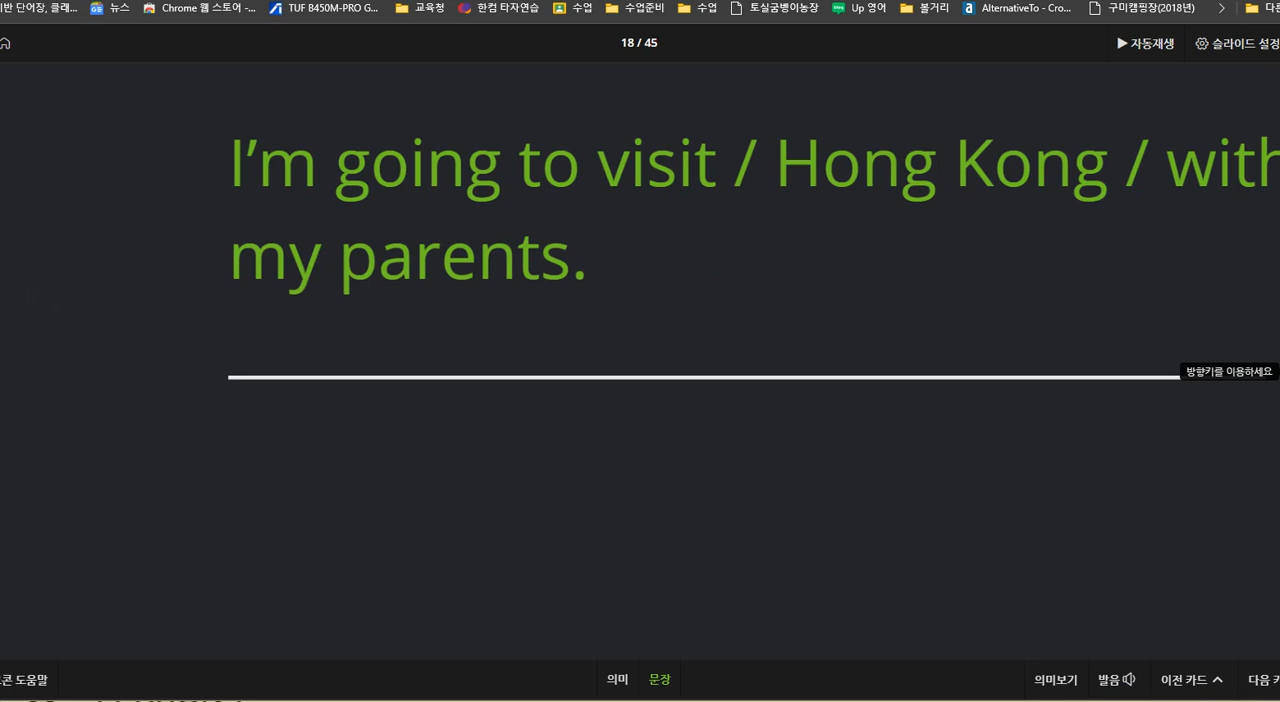 반 단어장, 클래... 뉴스 Chrome 웹 스토어 -... TUF B450M-PRO G... 교육청 한컴 타자연습 수업 수업준비 수업 토실굼벵이농장 Up 영어 볼거리 AlternativeTo - Cro... 구미캠핑장(2018년)
18 / 45 자동재생 슬라이드 설정
I’m going to visit / Hong Kong / with
my parents.
방향키를 이용하세요
콘 도움말 의미 문장 의미보기 발음 이전 카드 다음